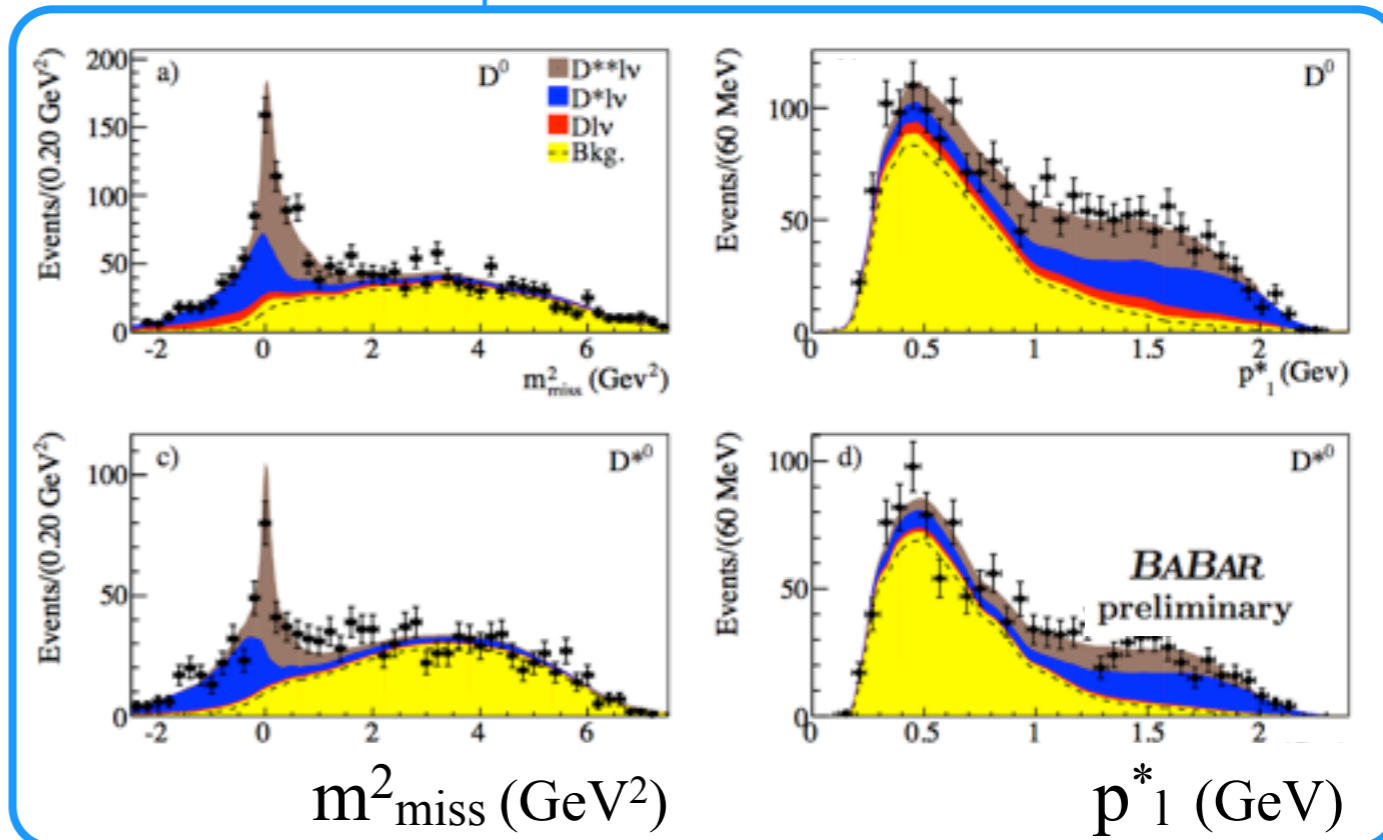 Events/(0.20 GeV²)
200
150
100
50
0
a)
D⁰
D**lν
D*lν
Dlν
Bkg.
-2 0 2 4 6
m²miss (Gev²)
Events/(60 MeV)
100
50
0
D⁰
0 0.5 1 1.5 2
p*l (Gev)
Events/(0.20 GeV²)
100
50
0
c)
D*⁰
-2 0 2 4 6
Events/(60 MeV)
100
50
0
d)
D*⁰
BABAR
preliminary
0 0.5 1 1.5 2
m²miss (GeV²)
p*l (GeV)